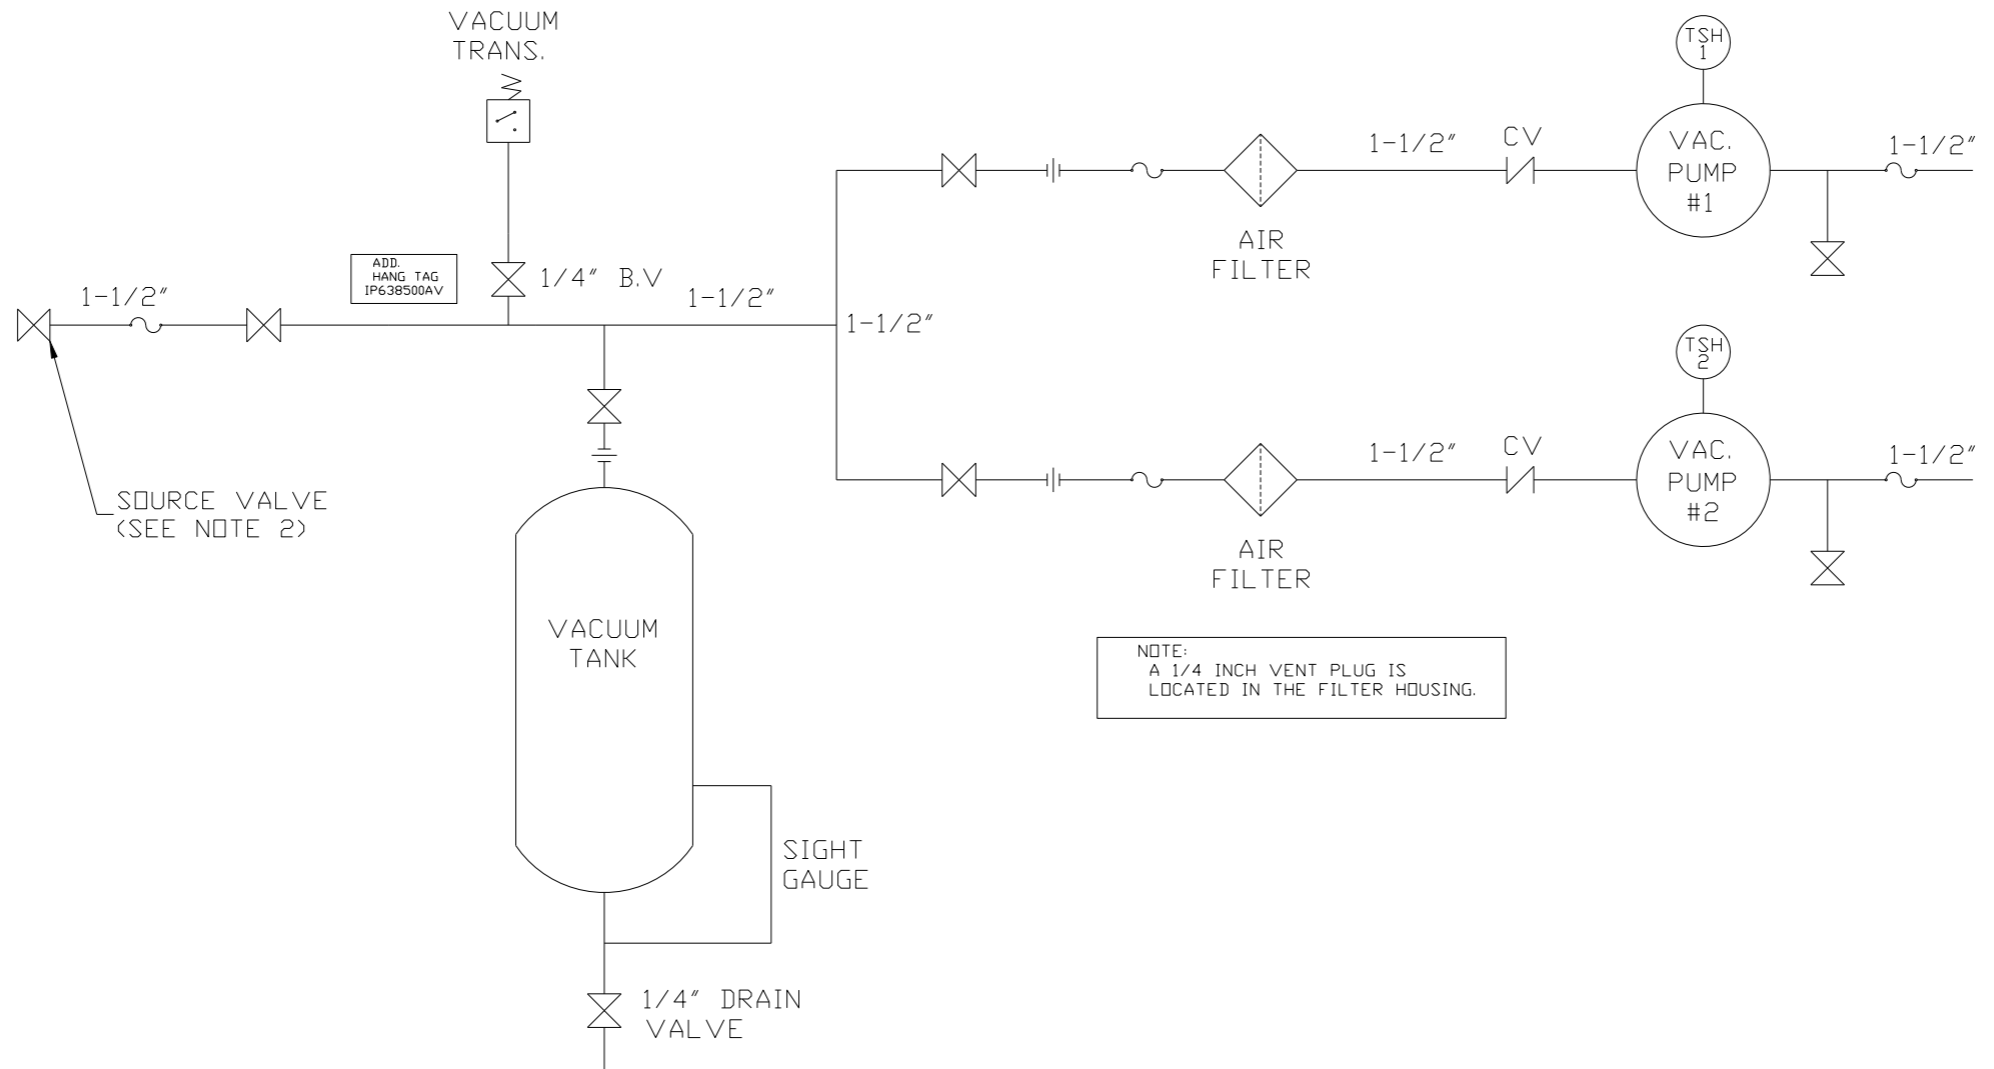 VACUUM
TRANS.
TSH
1
VAC.
PUMP
#1
1-1/2"
CV
1-1/2"
AIR
FILTER
ADD.
HANG TAG
IP638500AV
1/4" B.V
1-1/2"
1-1/2"
1-1/2"
SOURCE VALVE
(SEE NOTE 2)
TSH
2
VAC.
PUMP
#2
1-1/2"
CV
1-1/2"
AIR
FILTER
VACUUM
TANK
NOTE:
A 1/4 INCH VENT PLUG IS
LOCATED IN THE FILTER HOUSING.
SIGHT
GAUGE
1/4" DRAIN
VALVE